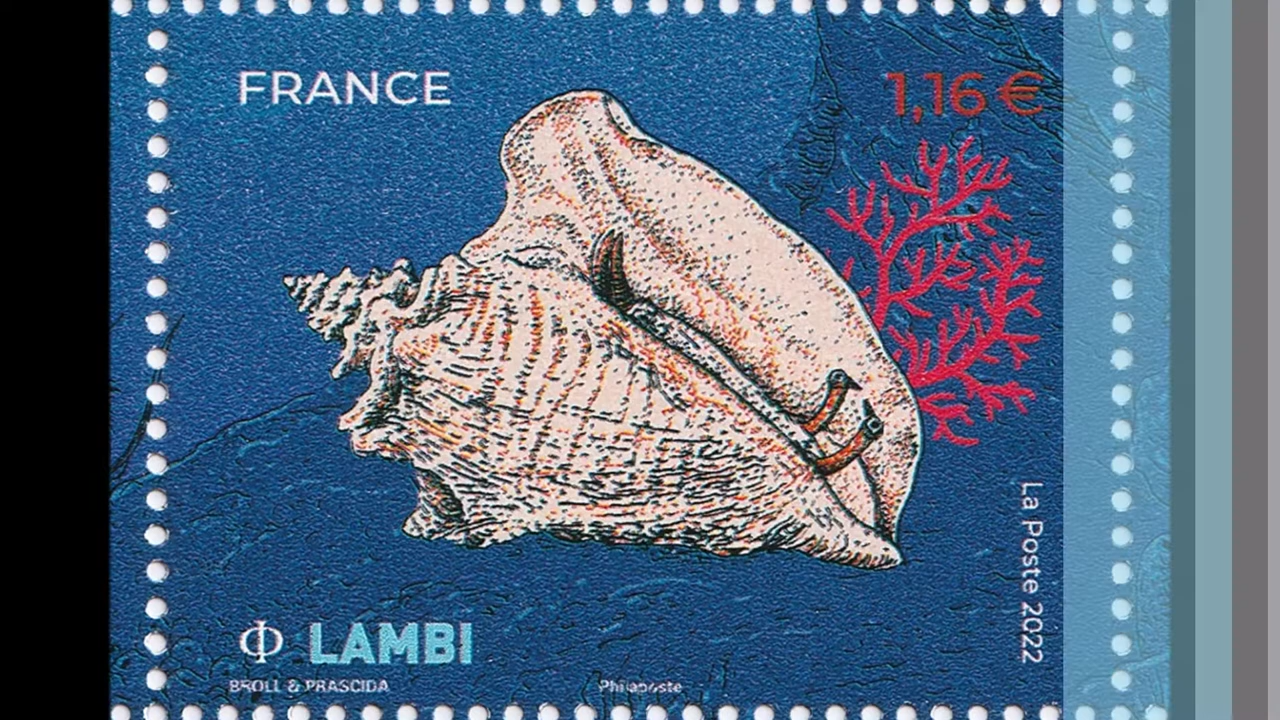 FRANCE
1,16 €
La Poste 2022
Φ LAMBI
BROLL & PRASCIDA
Philaposte